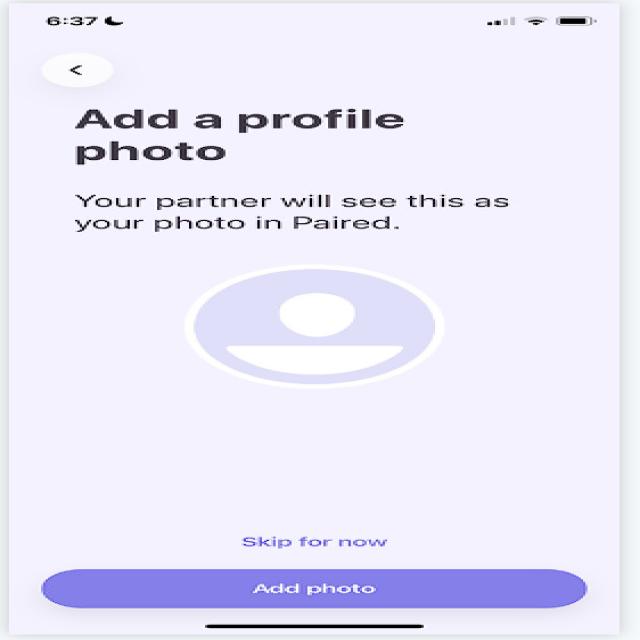 6:37
Add a profile
photo
Your partner will see this as
your photo in Paired.
Skip for now
Add photo